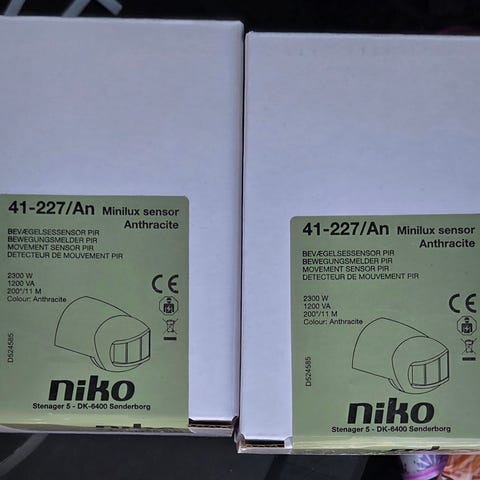 41-227/An Minilux sensor
Anthracite
BEVÆGELSESSENSOR PIR
BEWEGUNGSMELDER PIR
MOVEMENT SENSOR PIR
DETECTEUR DE MOUVEMENT PIR
2300 W
1200 VA
200°/11 M
Colour: Anthracite
CE
D524585
niko
Stenager 5 - DK-6400 Sønderborg
41-227/An Minilux sensor
Anthracite
BEVÆGELSESSENSOR PIR
BEWEGUNGSMELDER PIR
MOVEMENT SENSOR PIR
DETECTEUR DE MOUVEMENT PIR
2300 W
1200 VA
200°/11 M
Colour: Anthracite
CE
D524585
niko
Stenager 5 - DK-6400 Sønderborg